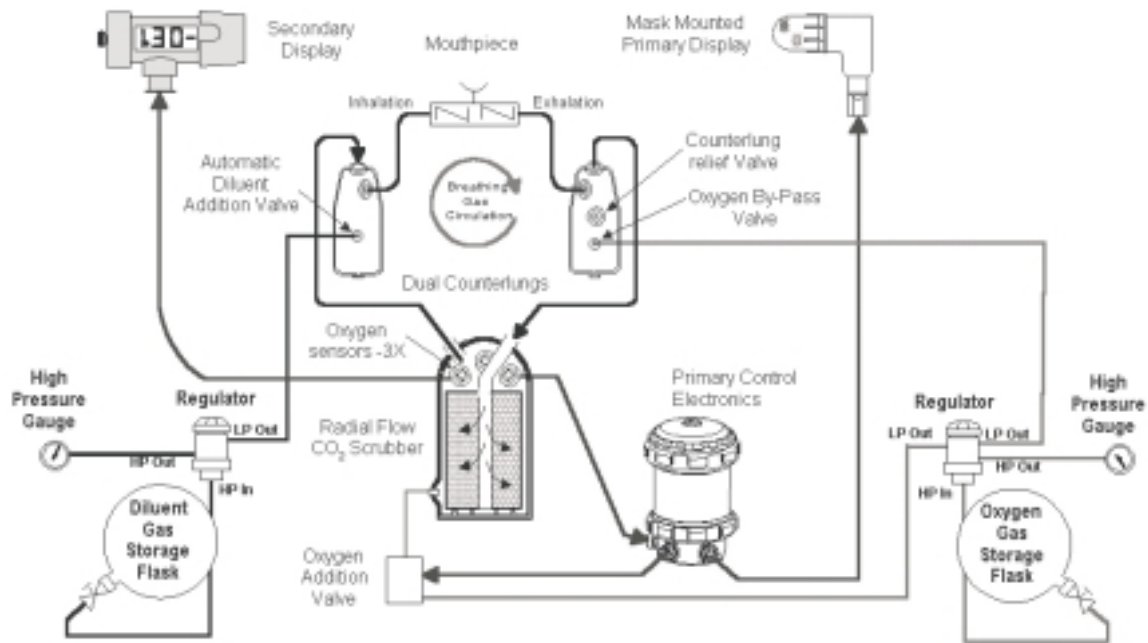 Secondary
Display
1.30
Mouthpiece
Mask Mounted
Primary Display
Inhalation
Exhalation
Automatic
Diluent
Addition Valve
Breathing
Gas
Circulation
Counterlung
relief Valve
Oxygen By-Pass
Valve
Dual Counterlungs
Oxygen
sensors -3X
High
Pressure
Gauge
Regulator
LP Out
HP Out
HP In
Radial Flow
CO₂ Scrubber
Primary Control
Electronics
Regulator
LP Out
LP Out
HP Out
HP In
High
Pressure
Gauge
Diluent
Gas
Storage
Flask
Oxygen
Addition
Valve
Oxygen
Gas
Storage
Flask